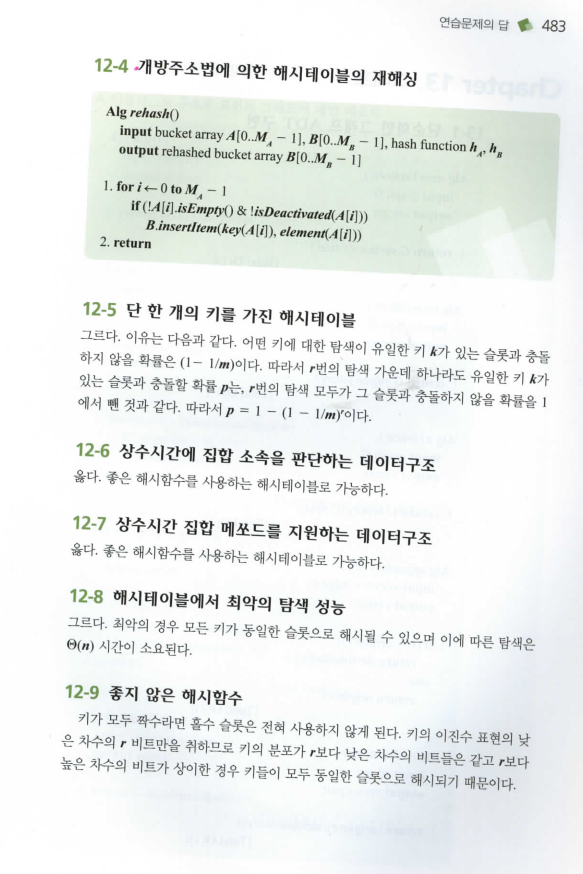 연습문제의 답 483
12-4 개방주소법에 의한 해시테이블의 재해싱
Alg rehash()
input bucket array A[0..M_A − 1], B[0..M_B − 1], hash function h_A, h_B
output rehashed bucket array B[0..M_B − 1]
1. for i ← 0 to M_A − 1
if (!A[i].isEmpty() & !isDeactivated(A[i]))
B.insertItem(key(A[i]), element(A[i]))
2. return
12-5 단 한 개의 키를 가진 해시테이블
그르다. 이유는 다음과 같다. 어떤 키에 대한 탐색이 유일한 키 k가 있는 슬롯과 충돌
하지 않을 확률은 (1− 1/m)이다. 따라서 r번의 탐색 가운데 하나라도 유일한 키 k가
있는 슬롯과 충돌할 확률 p는, r번의 탐색 모두가 그 슬롯과 충돌하지 않을 확률을 1
에서 뺀 것과 같다. 따라서 p = 1 − (1 − 1/m)^r이다.
12-6 상수시간에 집합 소속을 판단하는 데이터구조
옳다. 좋은 해시함수를 사용하는 해시테이블로 가능하다.
12-7 상수시간 집합 메쏘드를 지원하는 데이터구조
옳다. 좋은 해시함수를 사용하는 해시테이블로 가능하다.
12-8 해시테이블에서 최악의 탐색 성능
그르다. 최악의 경우 모든 키가 동일한 슬롯으로 해시될 수 있으며 이에 따른 탐색은
Θ(n) 시간이 소요된다.
12-9 좋지 않은 해시함수
키가 모두 짝수라면 홀수 슬롯은 전혀 사용하지 않게 된다. 키의 이진수 표현의 낮
은 차수의 r 비트만을 취하므로 키의 분포가 r보다 낮은 차수의 비트들은 같고 r보다
높은 차수의 비트가 상이한 경우 키들이 모두 동일한 슬롯으로 해시되기 때문이다.